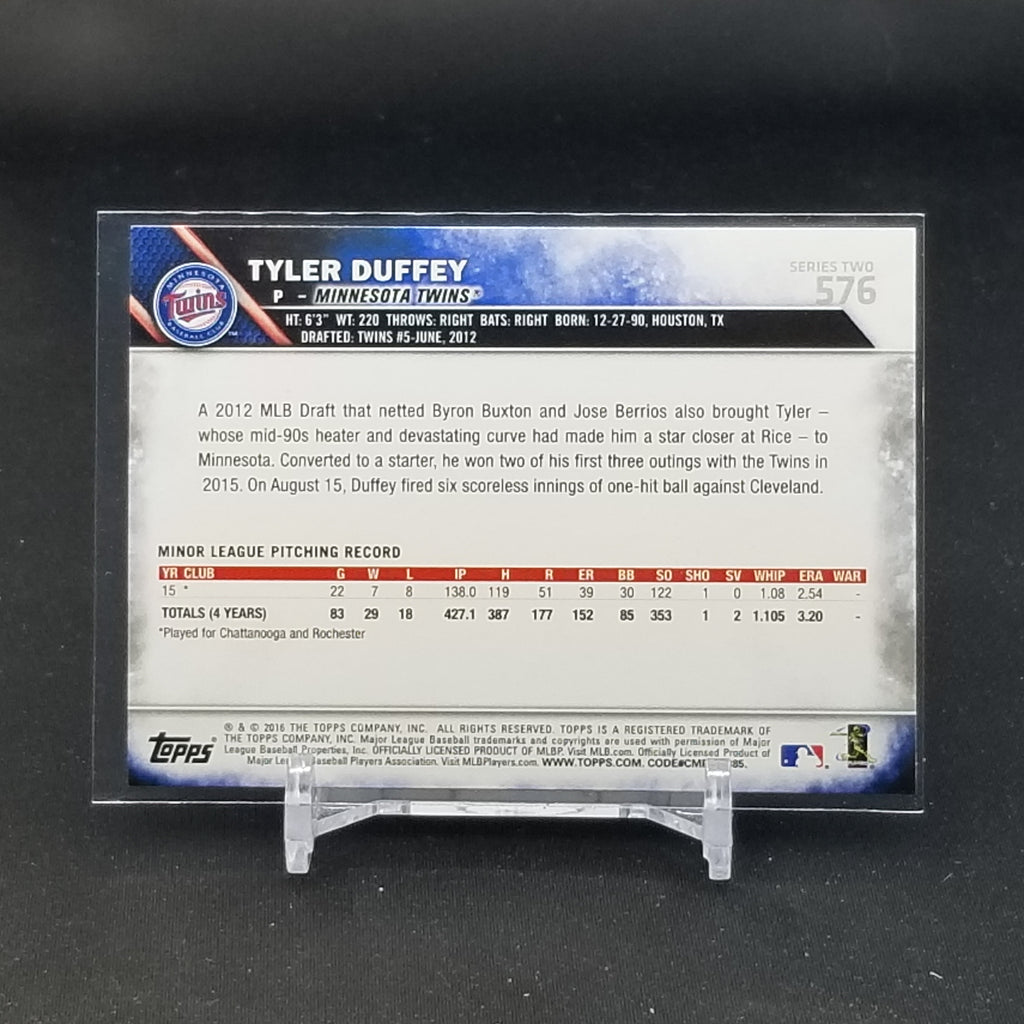 MINNESOTA
Twins
BASEBALL CLUB
TYLER DUFFEY
P – MINNESOTA TWINS®
SERIES TWO
576
HT: 6'3" WT: 220 THROWS: RIGHT BATS: RIGHT BORN: 12-27-90, HOUSTON, TX
DRAFTED: TWINS #5-JUNE, 2012
A 2012 MLB Draft that netted Byron Buxton and Jose Berrios also brought Tyler –
whose mid-90s heater and devastating curve had made him a star closer at Rice – to
Minnesota. Converted to a starter, he won two of his first three outings with the Twins in
2015. On August 15, Duffey fired six scoreless innings of one-hit ball against Cleveland.
MINOR LEAGUE PITCHING RECORD
YR CLUB G W L IP H R ER BB SO SHO SV WHIP ERA WAR
15 * 22 7 8 138.0 119 51 39 30 122 1 0 1.08 2.54 -
TOTALS (4 YEARS) 83 29 18 427.1 387 177 152 85 353 1 2 1.105 3.20 -
*Played for Chattanooga and Rochester
TOPPS®
® & © 2016 THE TOPPS COMPANY, INC. ALL RIGHTS RESERVED. TOPPS IS A REGISTERED TRADEMARK OF
THE TOPPS COMPANY, INC. Major League Baseball trademarks and copyrights are used with permission of Major
League Baseball Properties, Inc. OFFICIALLY LICENSED PRODUCT OF MLBP. Visit MLB.com. Officially Licensed Product of
Major Baseball Players Association. Visit MLBPlayers.com. WWW.TOPPS.COM.